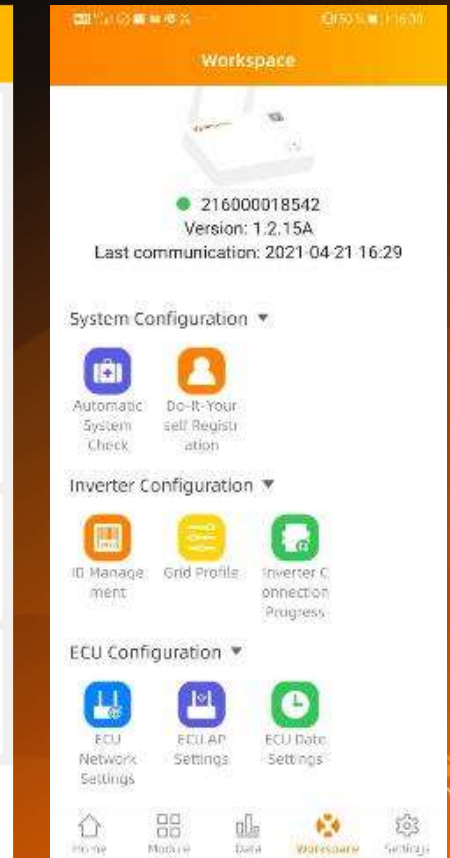 Workspace
216000018542
Version: 1.2.15A
Last communication: 2021-04-21-16:29
System Configuration ▼
Automatic
System
Check
Do-It-Your
self Registr
ation
Inverter Configuration ▼
ID Manage
ment
Grid Profile
Inverter C
onnection
Progress
ECU Configuration ▼
ECU
Network
Settings
ECU AP
Settings
ECU Date
Settings
Home
Module
Data
Workspace
Settings